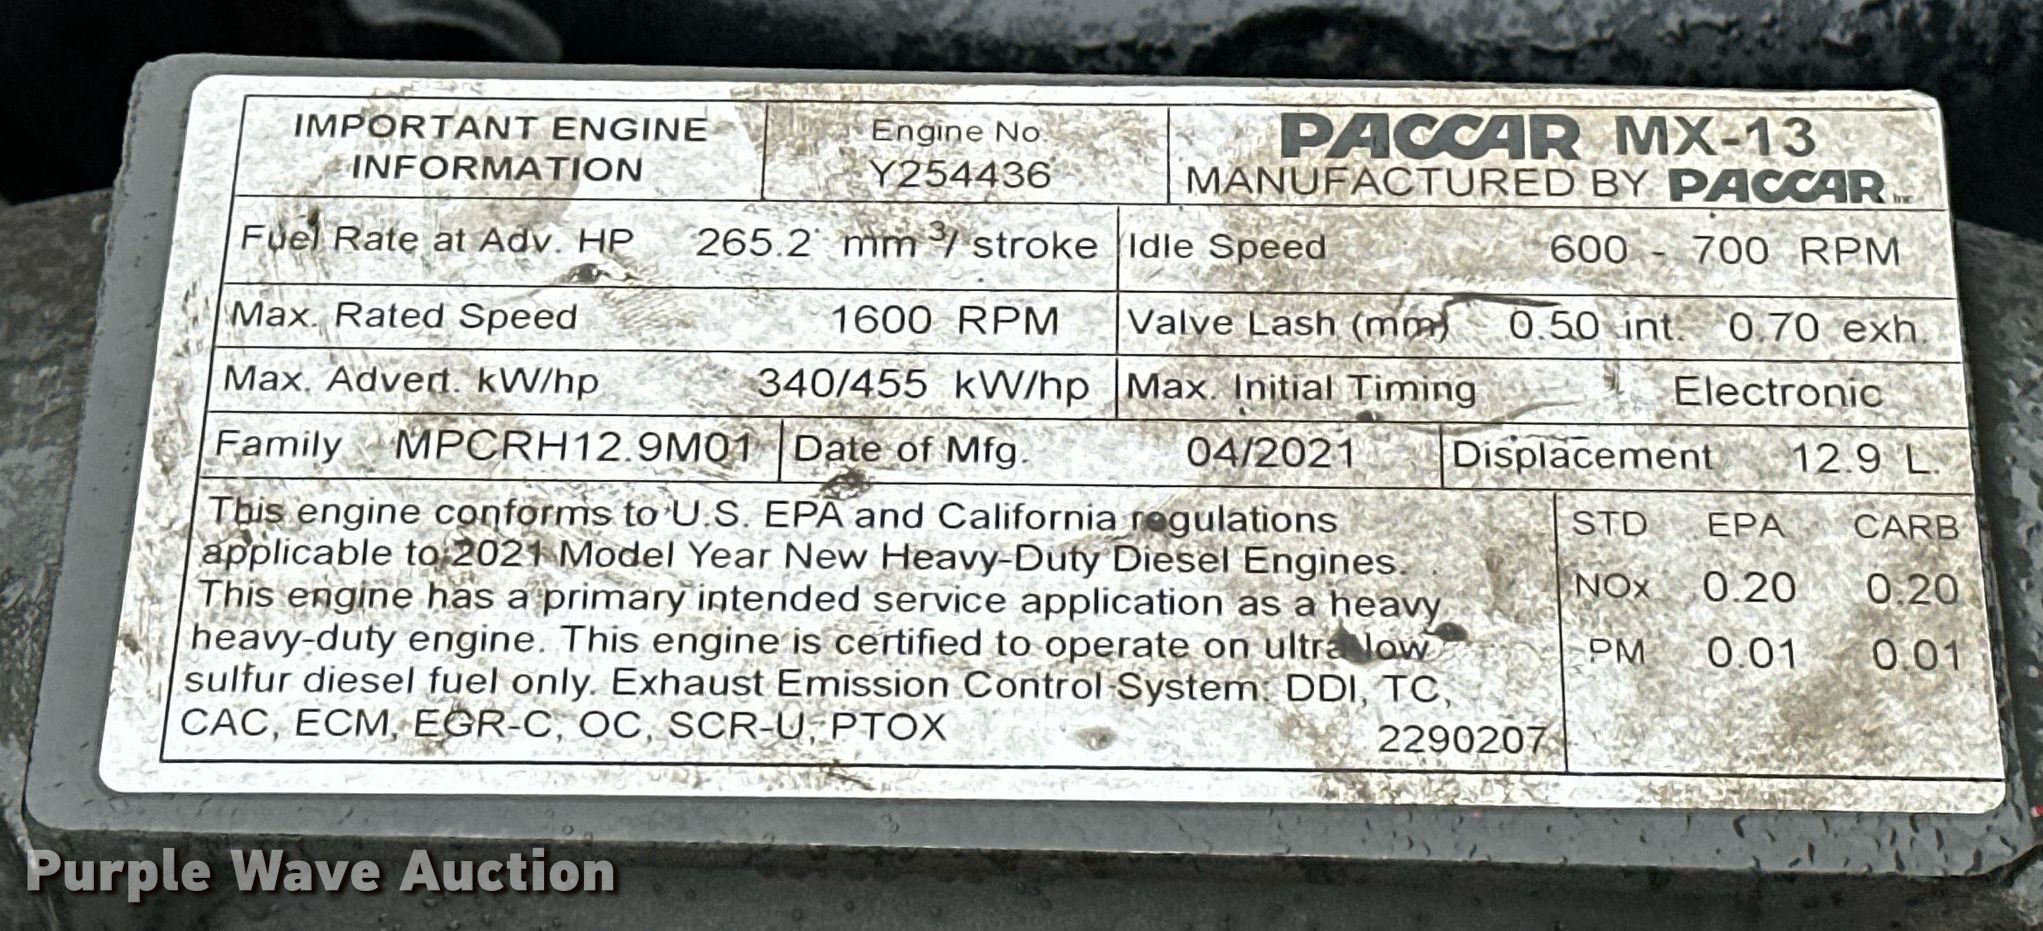 IMPORTANT ENGINE
INFORMATION
Engine No.
Y254436
PACCAR MX-13
MANUFACTURED BY PACCAR Inc
Fuel Rate at Adv. HP 265.2 mm³/ stroke
Idle Speed 600 - 700 RPM
Max. Rated Speed 1600 RPM
Valve Lash (mm) 0.50 int. 0.70 exh.
Max. Advert. kW/hp 340/455 kW/hp
Max. Initial Timing Electronic
Family MPCRH12.9M01
Date of Mfg. 04/2021
Displacement 12.9 L.
This engine conforms to U.S. EPA and California regulations
applicable to 2021 Model Year New Heavy-Duty Diesel Engines.
This engine has a primary intended service application as a heavy
heavy-duty engine. This engine is certified to operate on ultra low
sulfur diesel fuel only. Exhaust Emission Control System: DDI, TC,
CAC, ECM, EGR-C, OC, SCR-U, PTOX
2290207
STD EPA CARB
NOx 0.20 0.20
PM 0.01 0.01
Purple Wave Auction